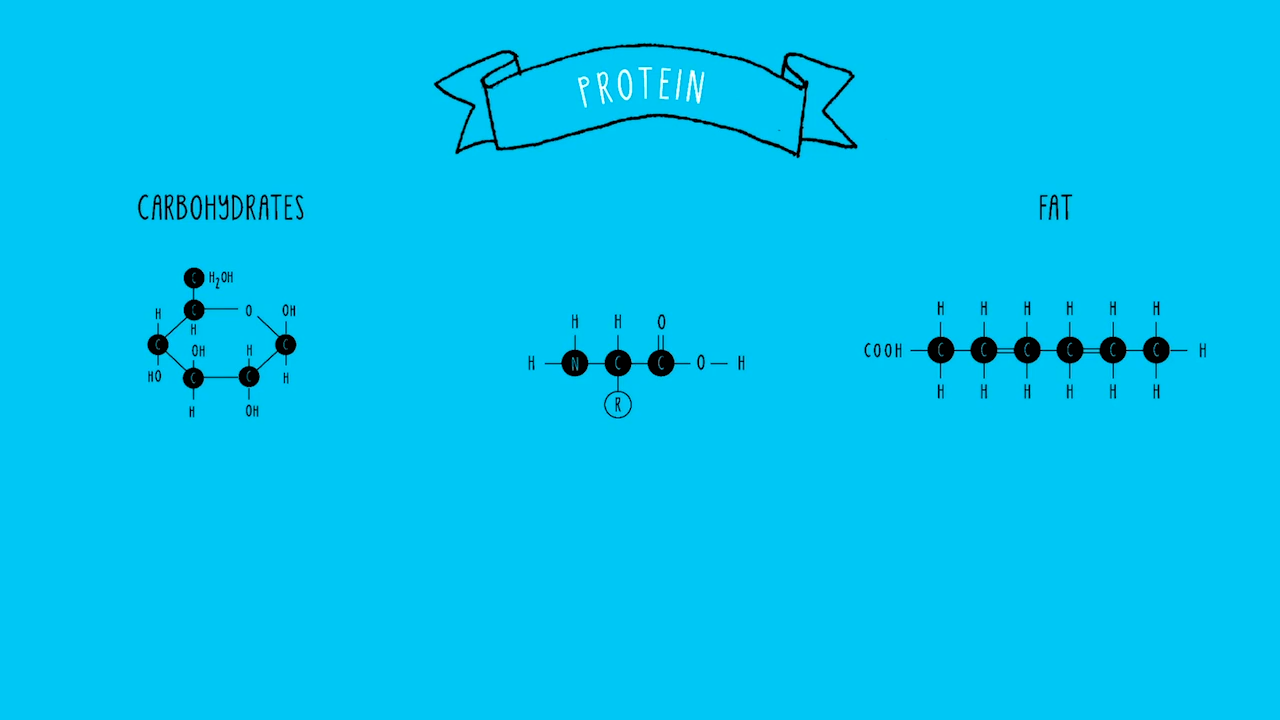 PROTEIN
CARBOHYDRATES
FAT
C H2OH
H C O OH
H
C OH H C
HO C C H
H OH
H H O
H N C C O H
R
H H H H H H
COOH C C C C C C H
H H H H H H